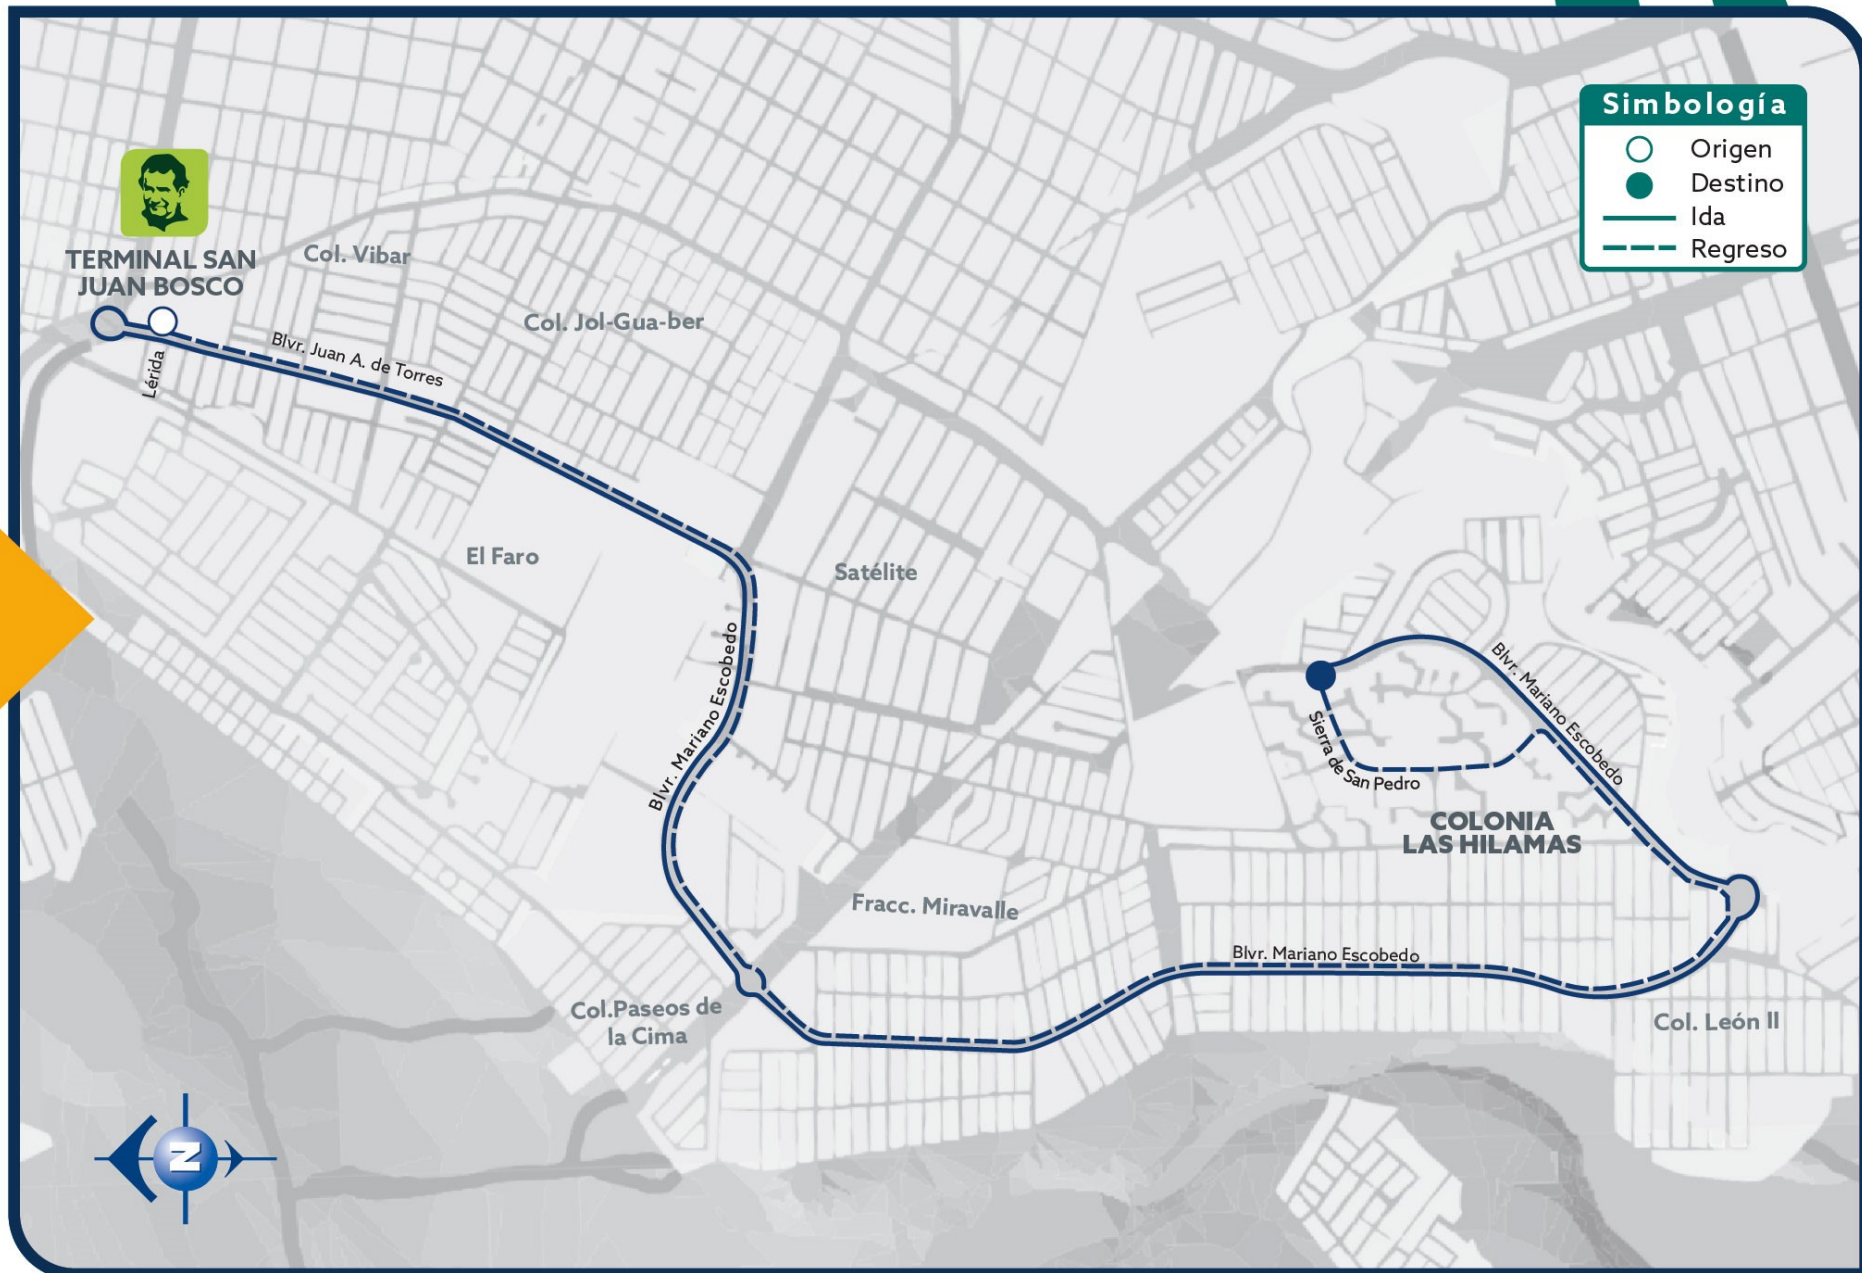 Simbología
Origen
Destino
Ida
Regreso
TERMINAL SAN
JUAN BOSCO
Col. Vibar
Col. Jol-Gua-ber
Blvr. Juan A. de Torres
Lérida
El Faro
Satélite
Blvr. Mariano Escobedo
Blvr. Mariano Escobedo
Sierra de San Pedro
COLONIA
LAS HILAMAS
Fracc. Miravalle
Blvr. Mariano Escobedo
Col.Paseos de
la Cima
Col. León II
N